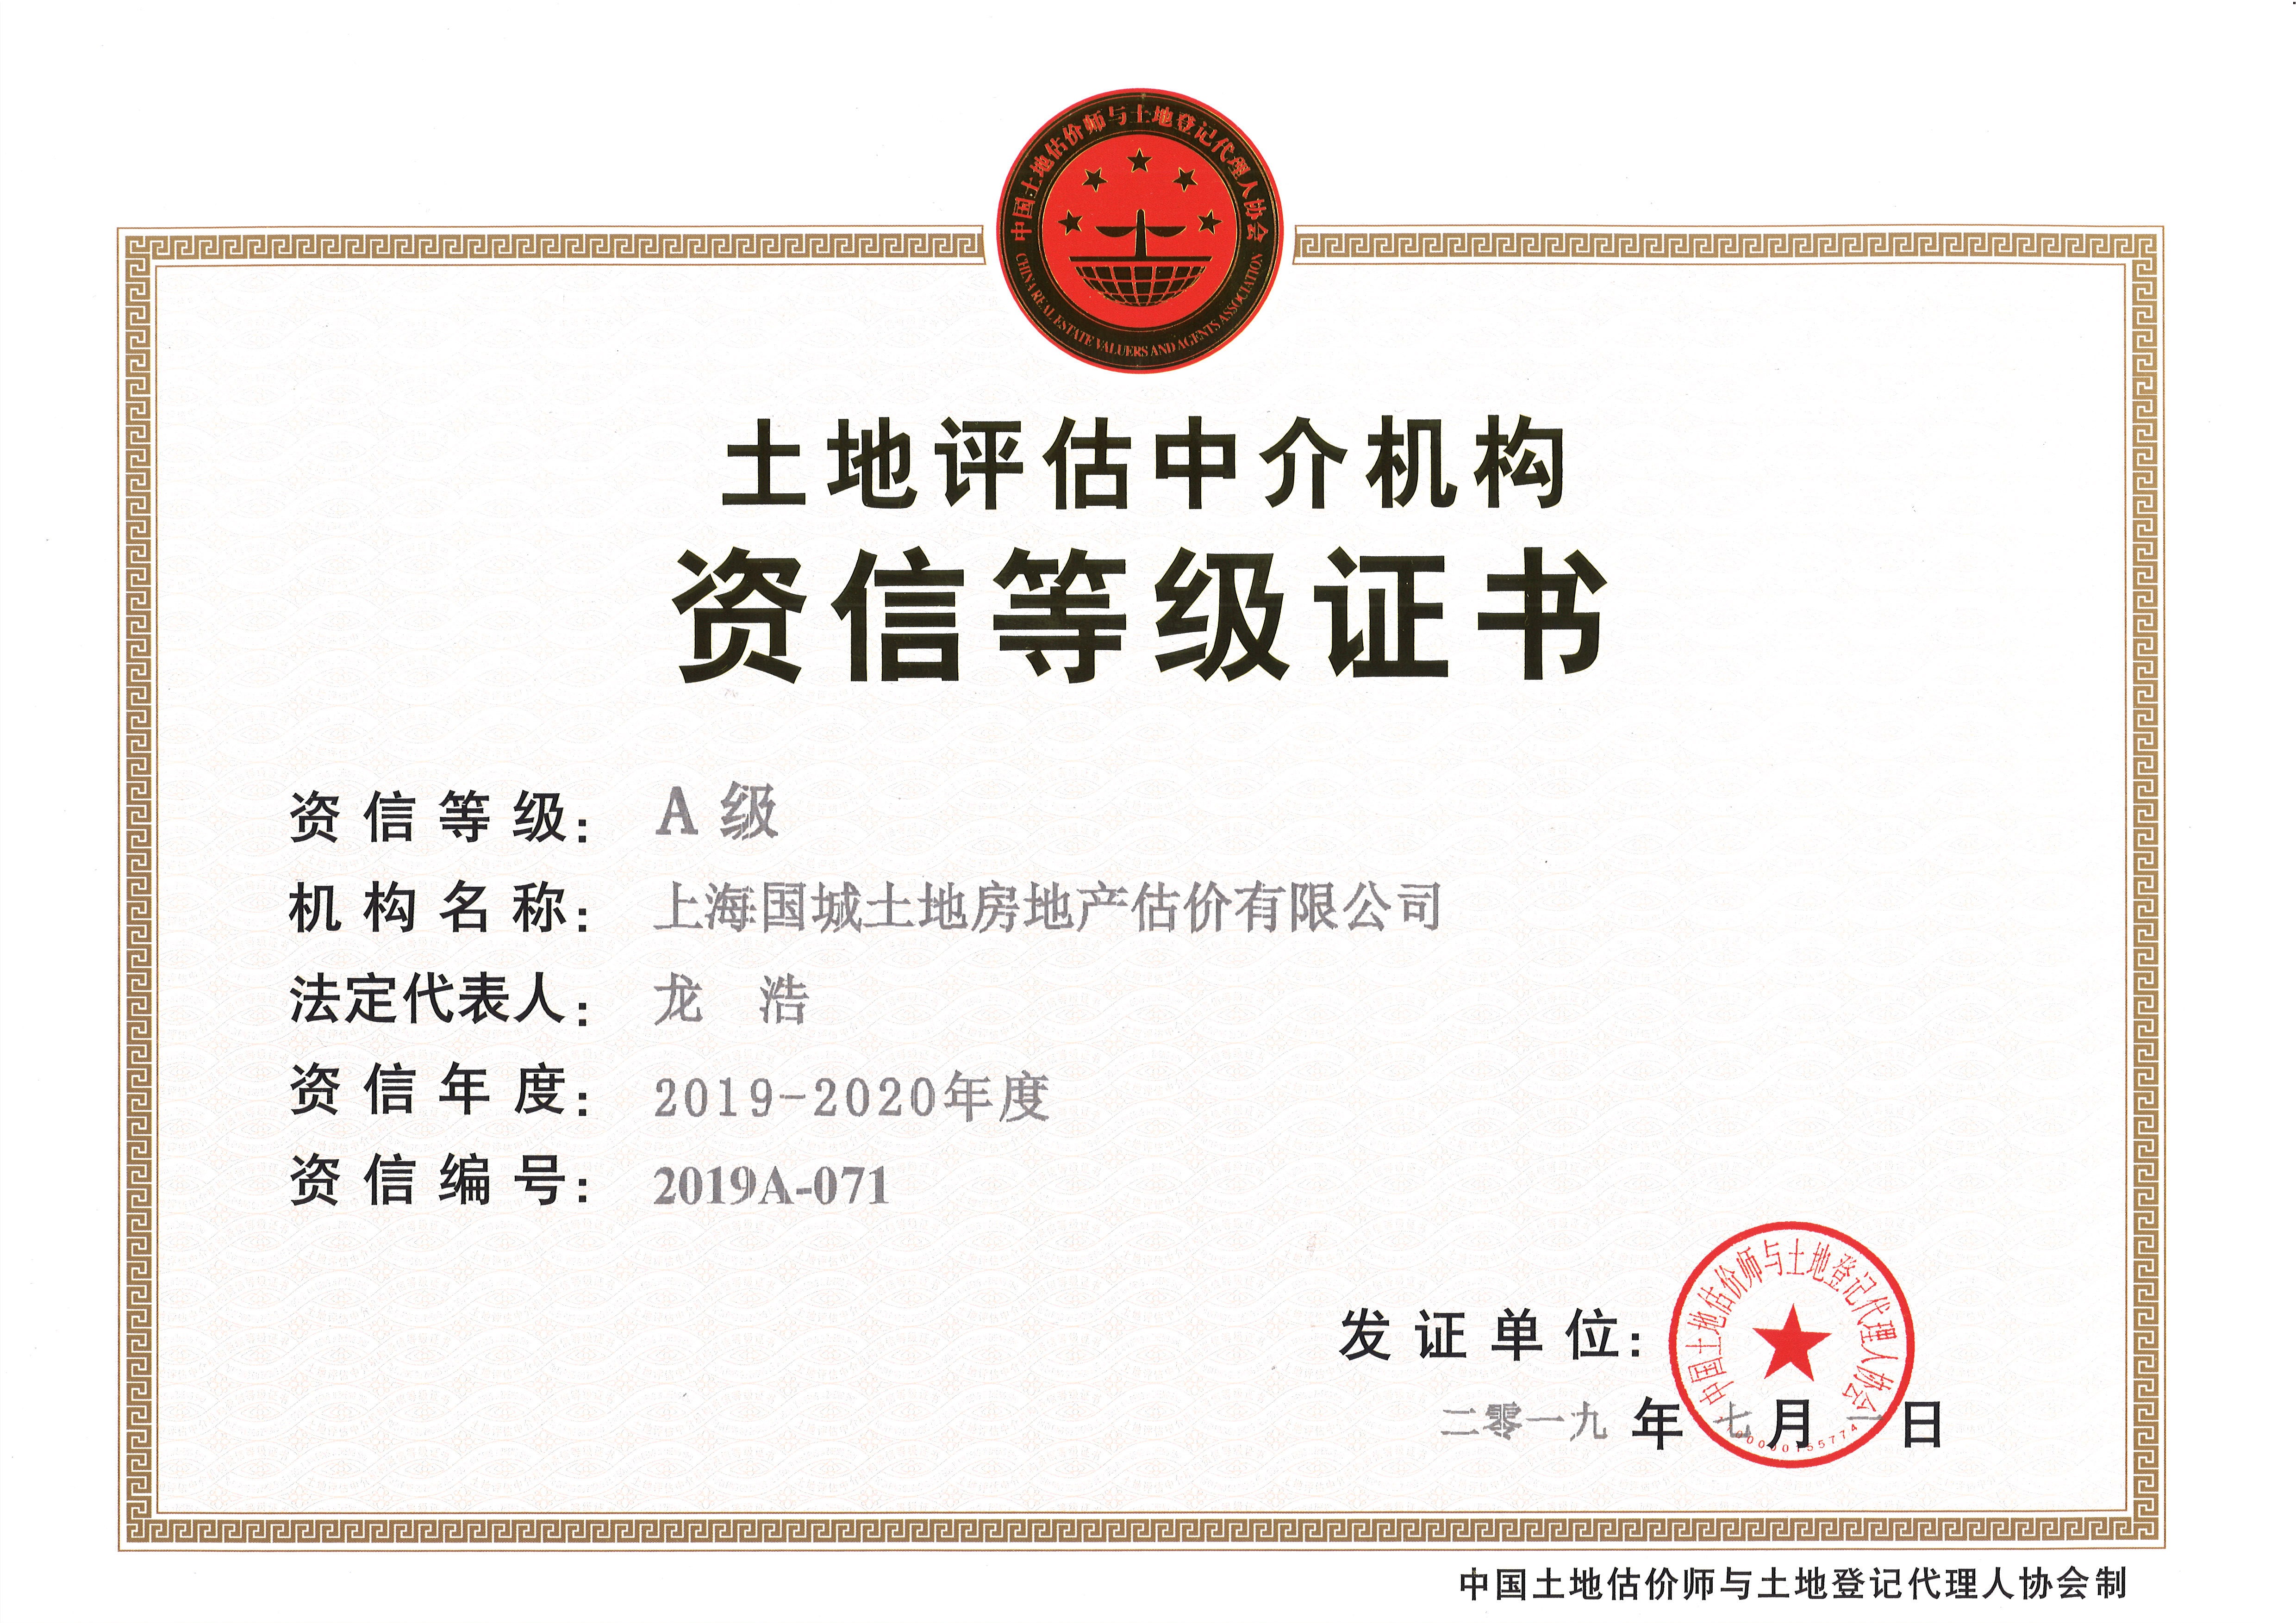 中国土地估价师与土地登记代理人协会
CHINA REAL ESTATE VALUERS AND AGENTS ASSOCIATION
土地评估中介机构
资信等级证书
资信等级: A 级
机构名称: 上海国城土地房地产估价有限公司
法定代表人: 龙 浩
资信年度: 2019-2020年度
资信编号: 2019A-071
发证单位:
中国土地估价师与土地登记代理人协会
二零一九 年 七 月 一 日
中国土地估价师与土地登记代理人协会制